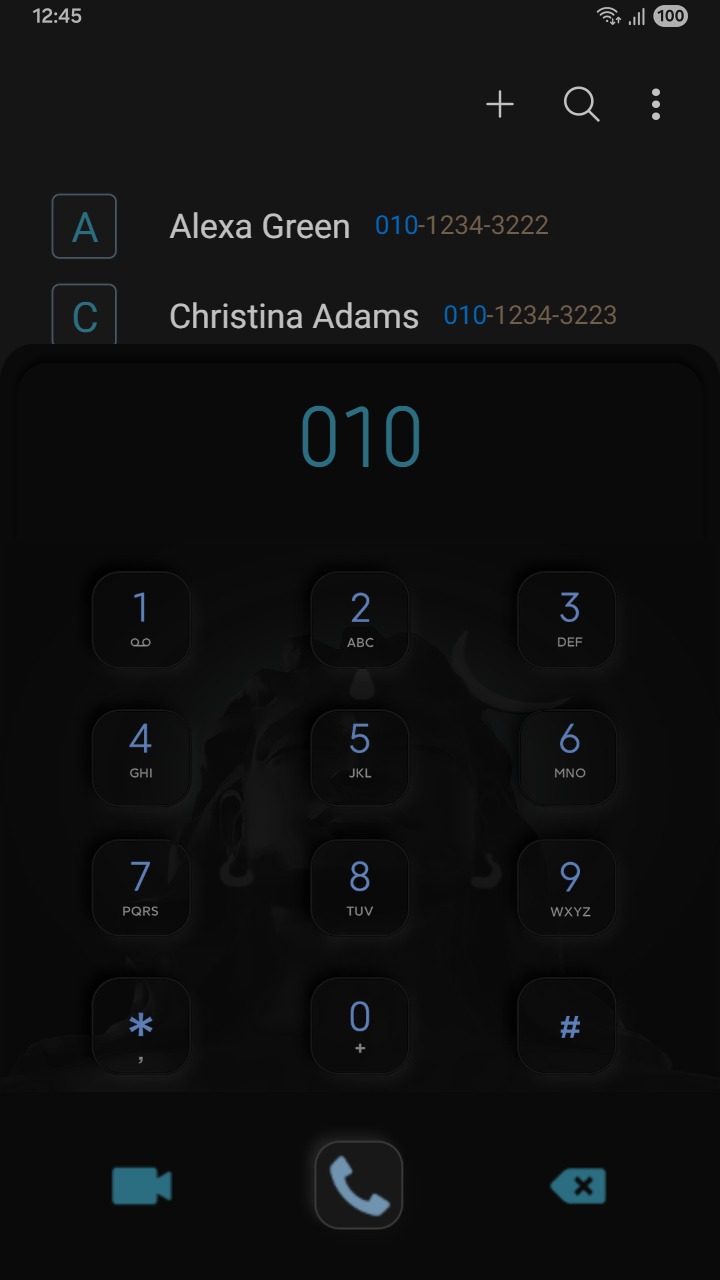 12:45 100
A Alexa Green 010-1234-3222
C Christina Adams 010-1234-3223
010
1 2 3
ABC DEF
4 5 6
GHI JKL MNO
7 8 9
PQRS TUV WXYZ
* 0 #
, +